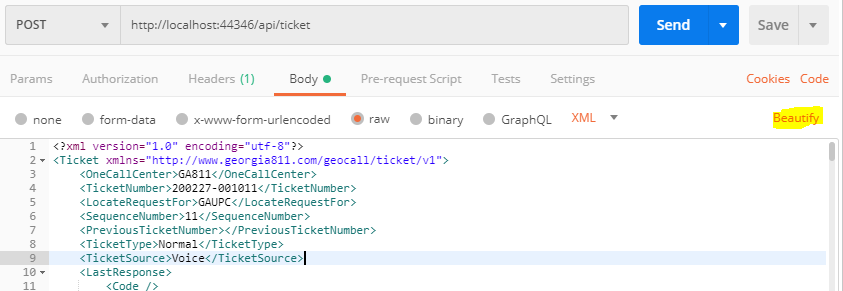 POST http://localhost:44346/api/ticket Send Save
Params Authorization Headers (1) Body Pre-request Script Tests Settings Cookies Code
none form-data x-www-form-urlencoded raw binary GraphQL XML Beautify
1 <?xml version="1.0" encoding="utf-8"?>
2 <Ticket xmlns="http://www.georgia811.com/geocall/ticket/v1">
3 <OneCallCenter>GA811</OneCallCenter>
4 <TicketNumber>200227-001011</TicketNumber>
5 <LocateRequestFor>GAUPC</LocateRequestFor>
6 <SequenceNumber>11</SequenceNumber>
7 <PreviousTicketNumber></PreviousTicketNumber>
8 <TicketType>Normal</TicketType>
9 <TicketSource>Voice</TicketSource>
10 <LastResponse>
11 <Code />